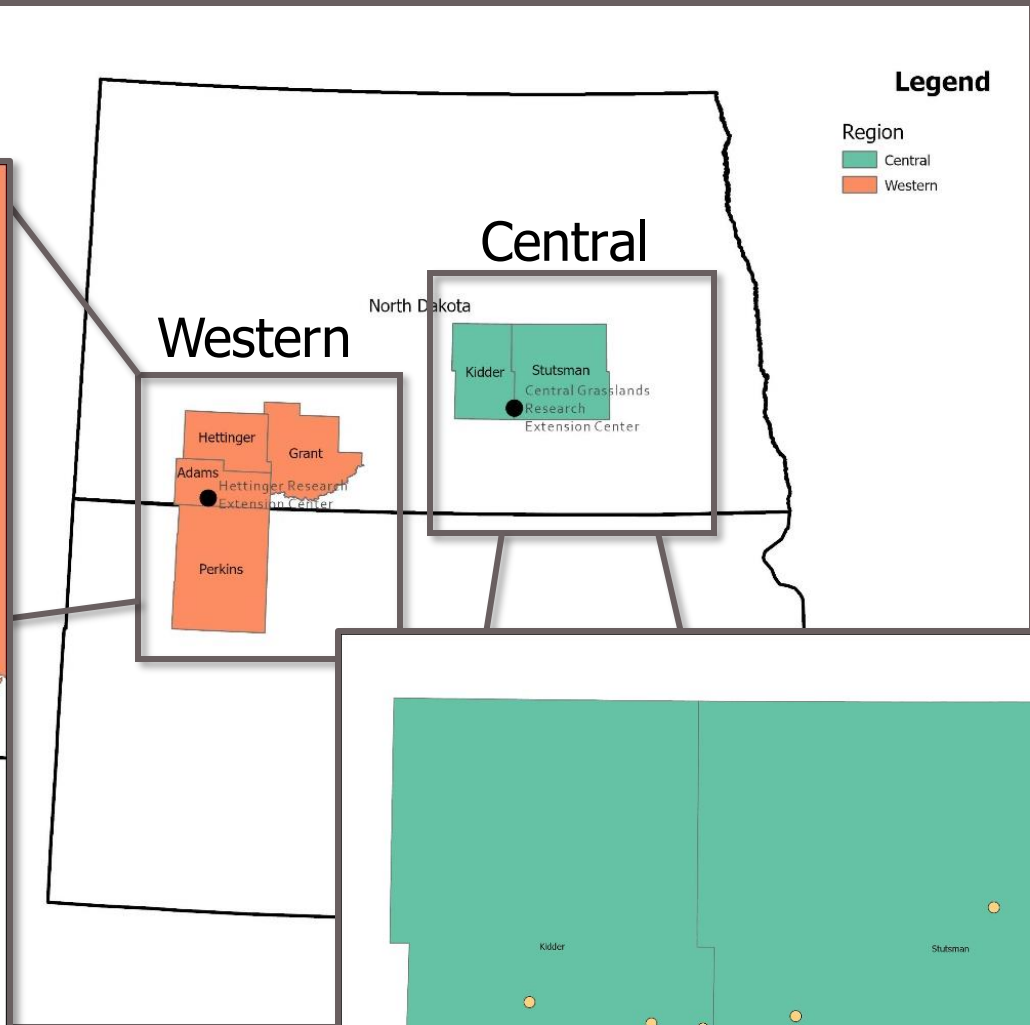 Legend
Region
Central
Western
Central
North Dakota
Western
Kidder
Stutsman
Central Grasslands
Research
Extension Center
Hettinger
Grant
Adams
Hettinger Research
Extension Center
Perkins
Kidder
Stutsman